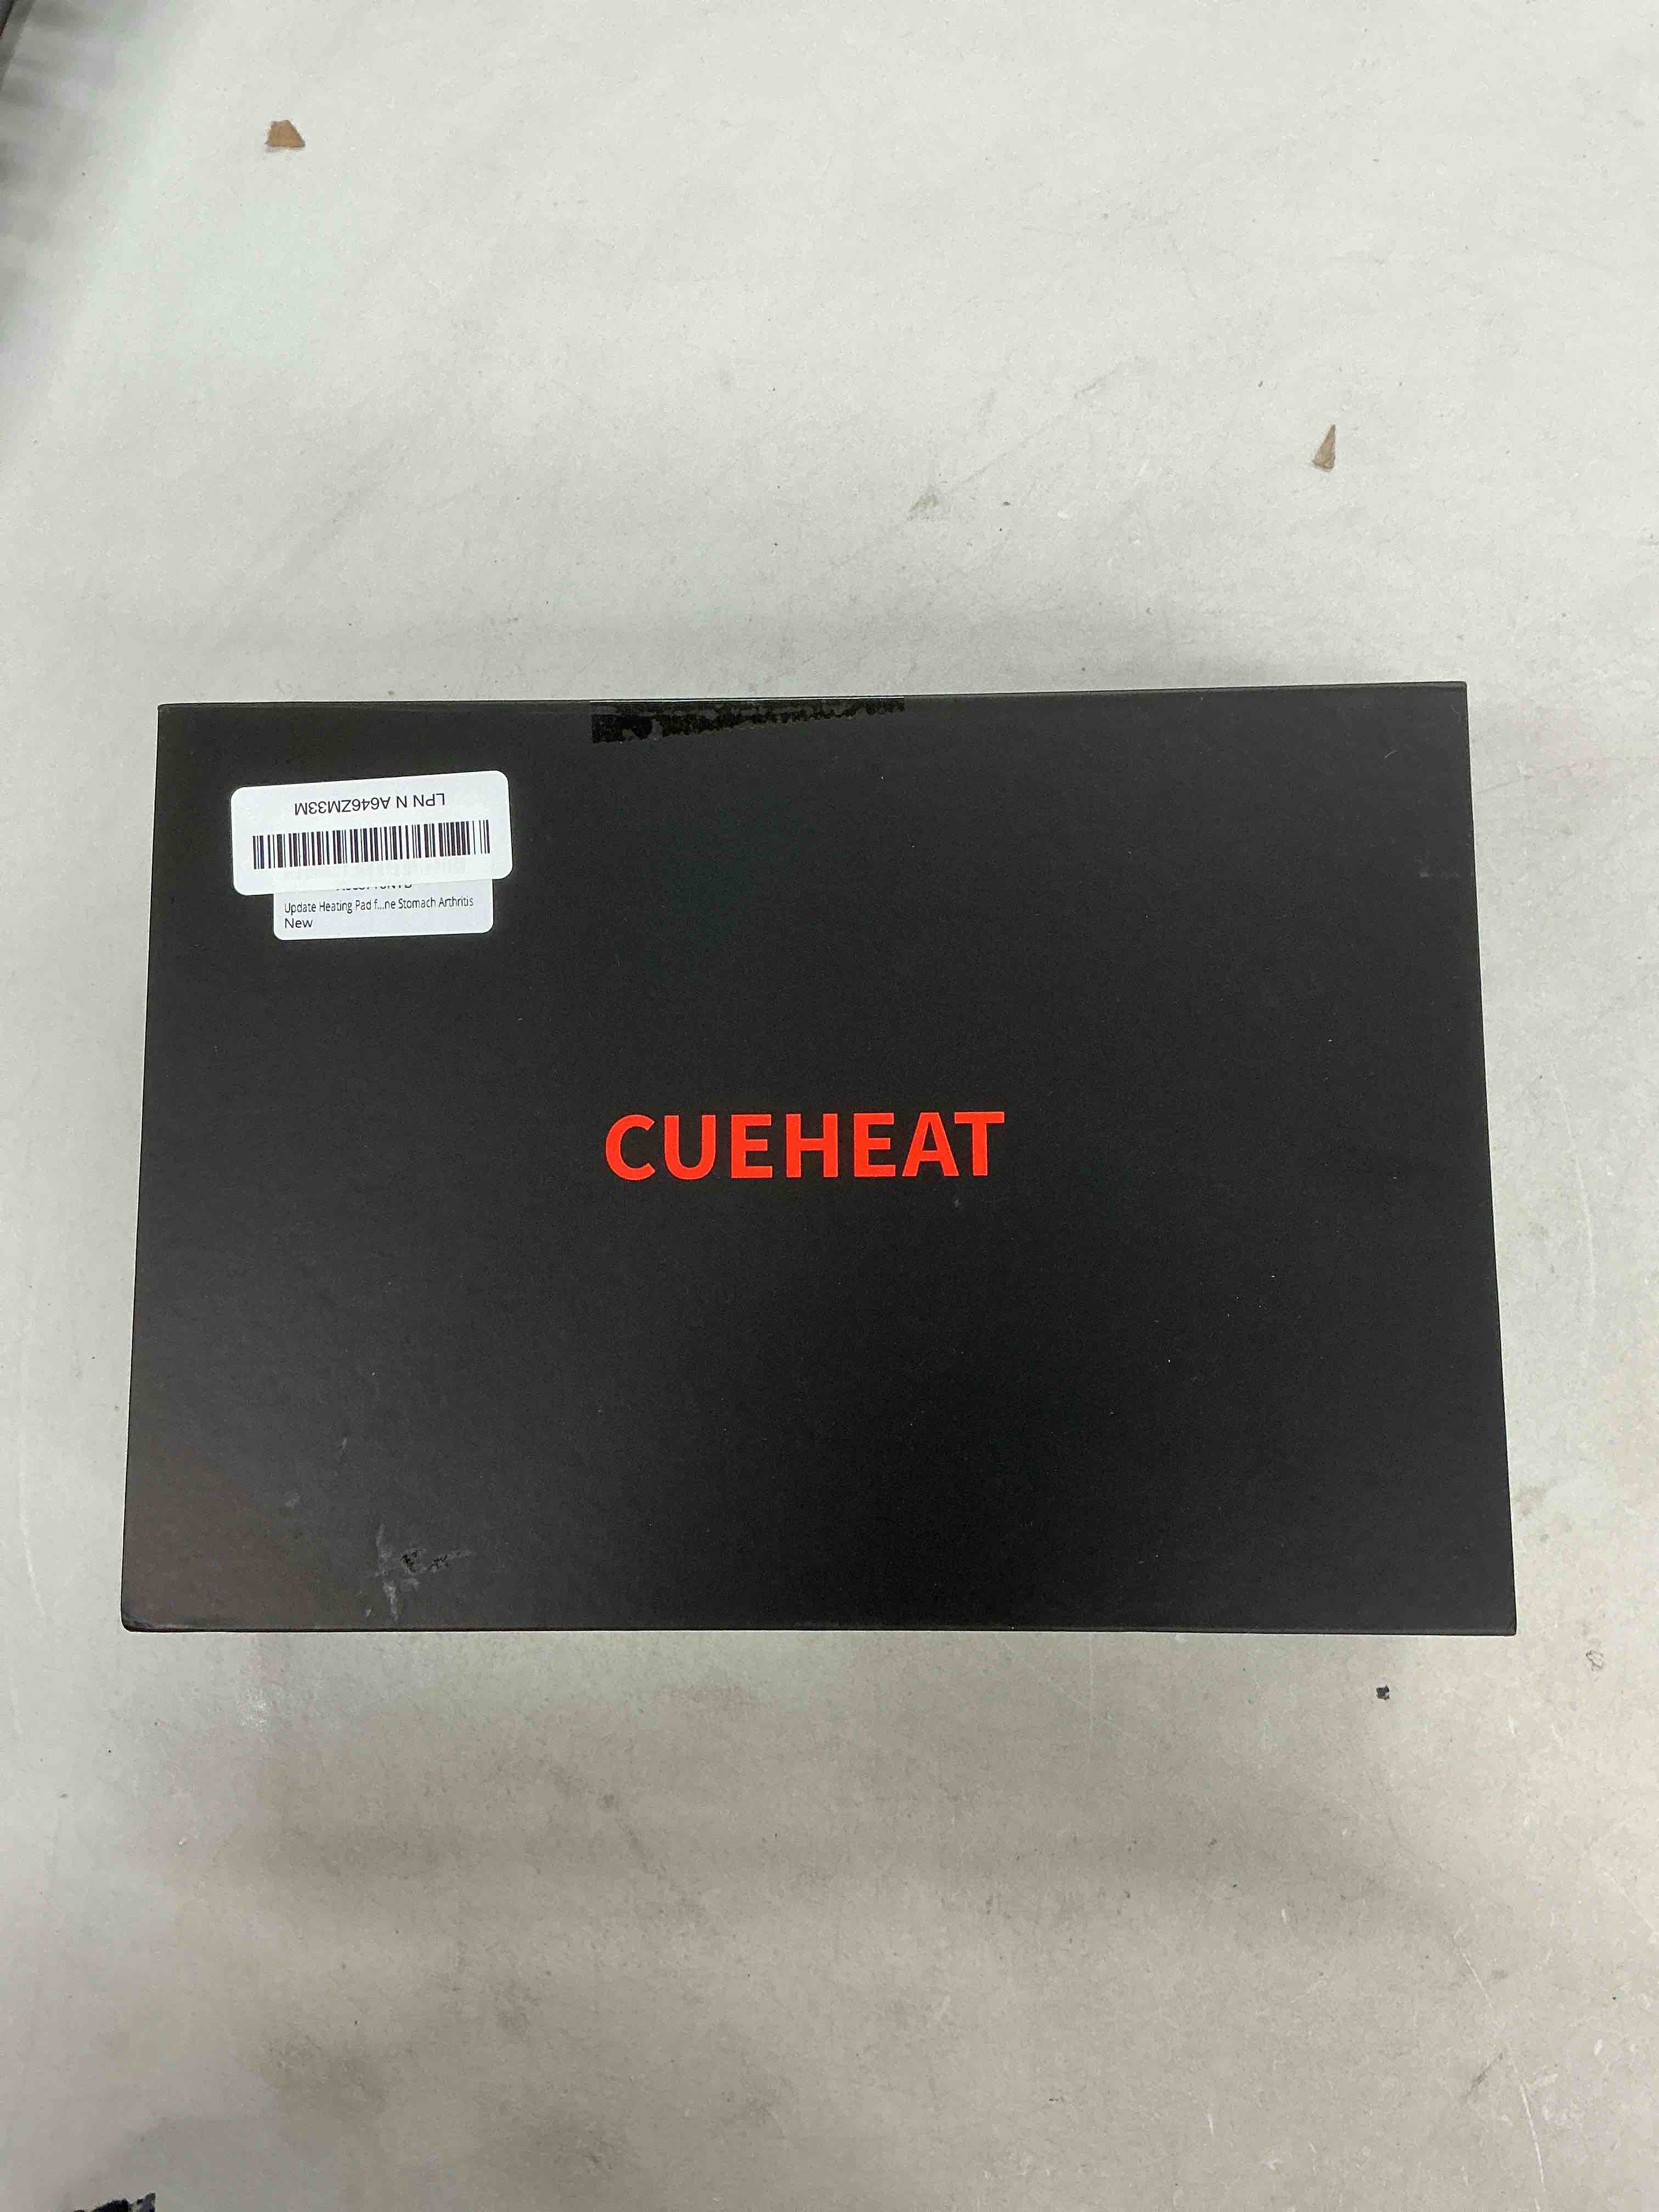 LPN N A646ZM33M
Update Heating Pad f...ne Stomach Arthritis
New
CUEHEAT